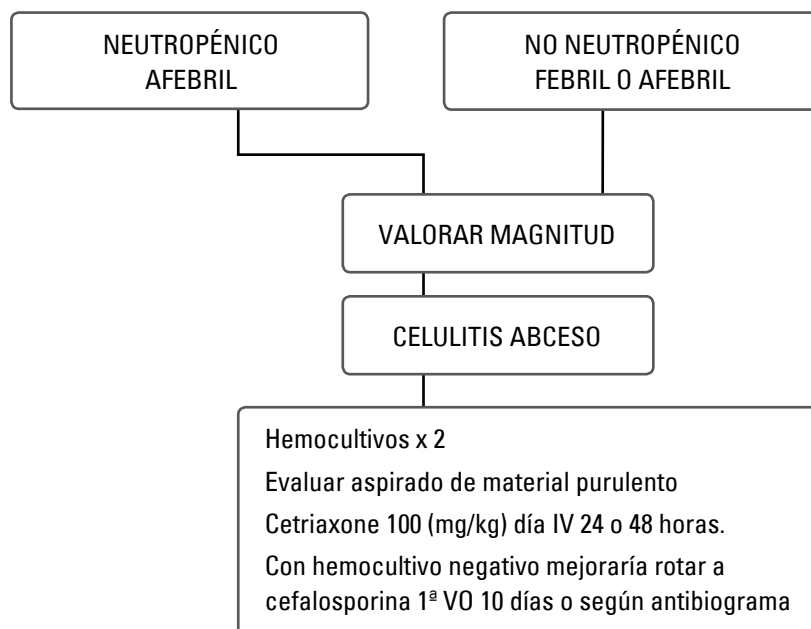 NEUTROPÉNICO
AFEBRIL
NO NEUTROPÉNICO
FEBRIL O AFEBRIL
VALORAR MAGNITUD
CELULITIS ABCESO
Hemocultivos x 2
Evaluar aspirado de material purulento
Cetriaxone 100 (mg/kg) día IV 24 o 48 horas.
Con hemocultivo negativo mejoraría rotar a
cefalosporina 1ª VO 10 días o según antibiograma